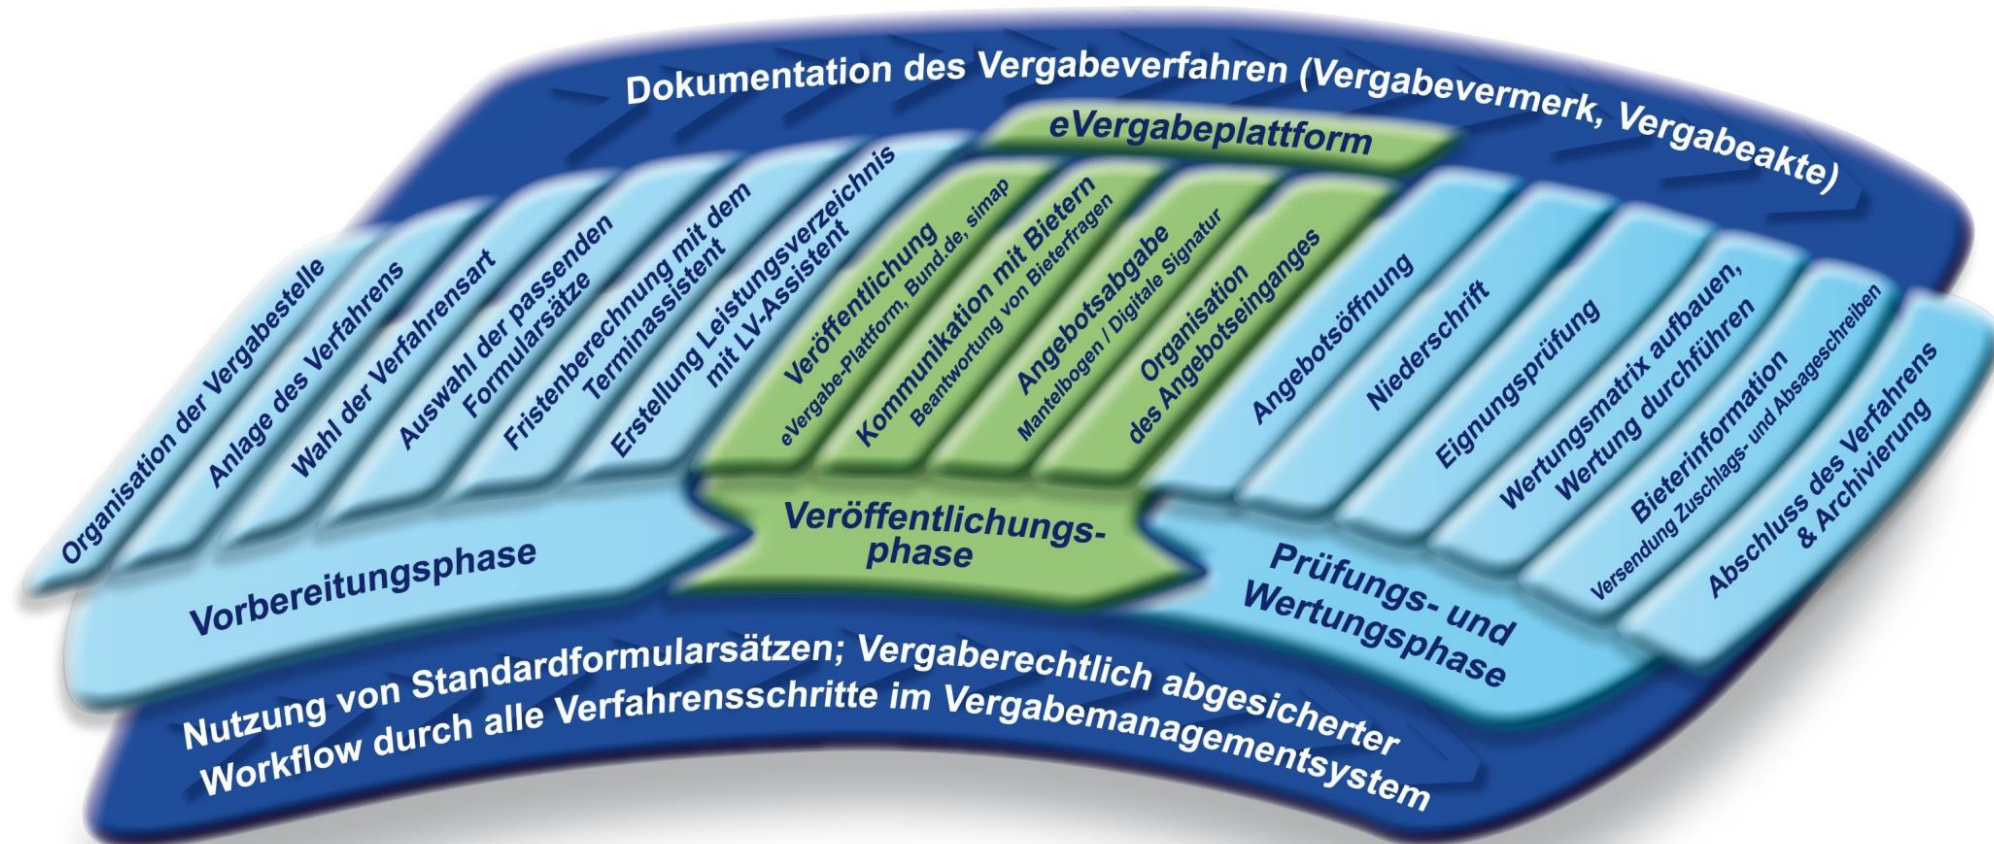 Dokumentation des Vergabeverfahren (Vergabevermerk, Vergabeakte)
eVergabeplattform
Organisation der Vergabestelle
Anlage des Verfahrens
Wahl der Verfahrensart
Auswahl der passenden
Formularsätze
Fristenberechnung mit dem
Terminassistent
Erstellung Leistungsverzeichnis
mit LV-Assistent
Veröffentlichung
eVergabe-Plattform, Bund.de, simap
Kommunikation mit Bietern
Beantwortung von Bieterfragen
Angebotsabgabe
Mantelbogen / Digitale Signatur
Organisation
des Angebotseinganges
Angebotsöffnung
Niederschrift
Eignungsprüfung
Wertungsmatrix aufbauen,
Wertung durchführen
Bieterinformation
Versendung Zuschlags- und Absageschreiben
Abschluss des Verfahrens
& Archivierung
Vorbereitungsphase
Veröffentlichungs-
phase
Prüfungs- und
Wertungsphase
Nutzung von Standardformularsätzen; Vergaberechtlich abgesicherter
Workflow durch alle Verfahrensschritte im Vergabemanagementsystem